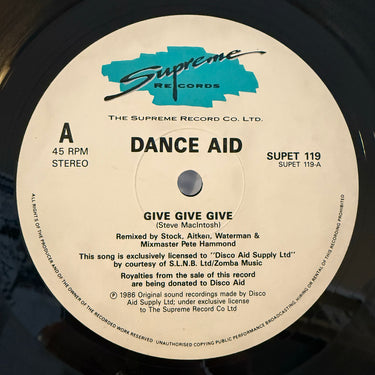 Supreme
RECORDS
THE SUPREME RECORD CO. LTD.
A
45 RPM
STEREO
DANCE AID
SUPET 119
SUPET 119-A
GIVE GIVE GIVE
(Steve MacIntosh)
Remixed by Stock, Aitken, Waterman &
Mixmaster Pete Hammond
This song is exclusively licensed to "Disco Aid Supply Ltd"
by courtesy of S.L.N.B. Ltd/Zomba Music
Royalties from the sale of this record
are being donated to Disco Aid
℗ 1986 Original sound recordings made by Disco
Aid Supply Ltd: under exclusive license
to The Supreme Record Co Ltd
ALL RIGHTS OF THE PRODUCER AND OF THE OWNER OF THE RECORDED WORK RESERVED UNAUTHORISED COPYING PUBLIC PERFORMANCE BROADCASTING HIRING OR RENTAL OF THIS RECORDING PROHIBITED